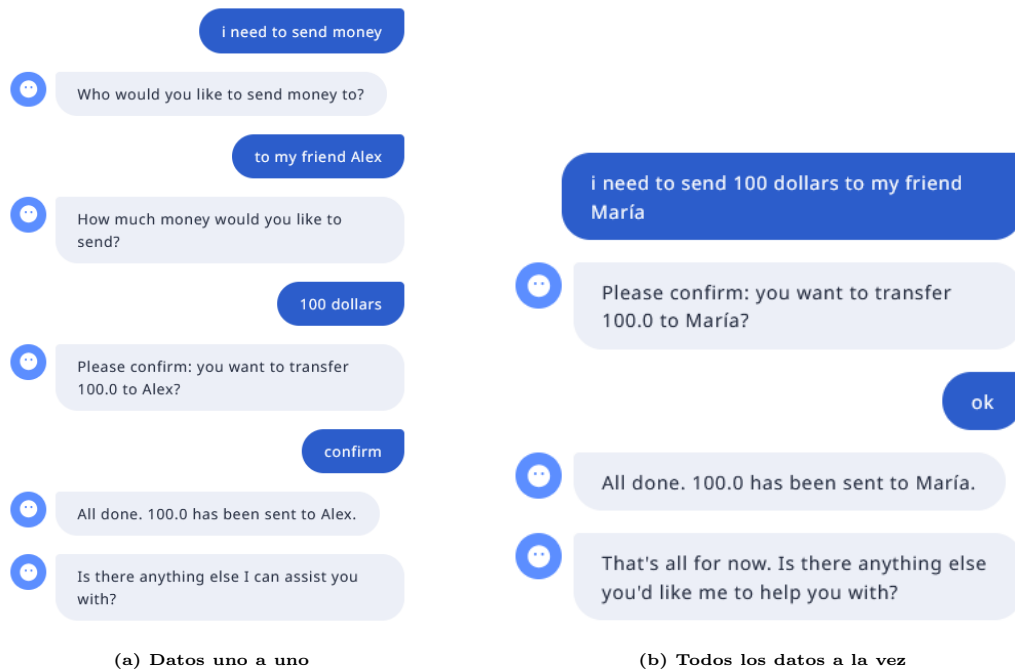 i need to send money
Who would you like to send money to?
to my friend Alex
How much money would you like to
send?
100 dollars
Please confirm: you want to transfer
100.0 to Alex?
confirm
All done. 100.0 has been sent to Alex.
Is there anything else I can assist you
with?
(a) Datos uno a uno
i need to send 100 dollars to my friend
María
Please confirm: you want to transfer
100.0 to María?
ok
All done. 100.0 has been sent to María.
That's all for now. Is there anything else
you'd like me to help you with?
(b) Todos los datos a la vez